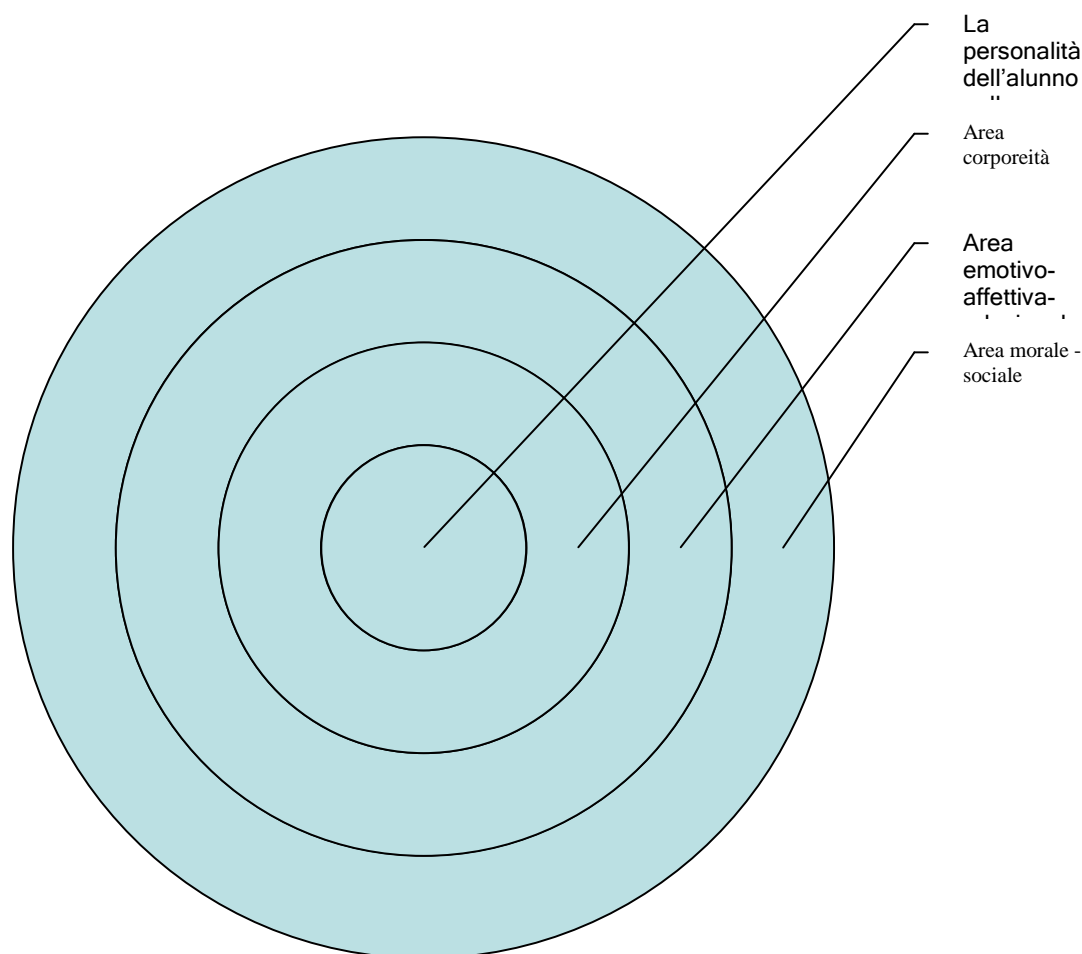 La
personalità
dell'alunno
Area
corporeità
Area
emotivo-
affettiva-
Area morale -
sociale